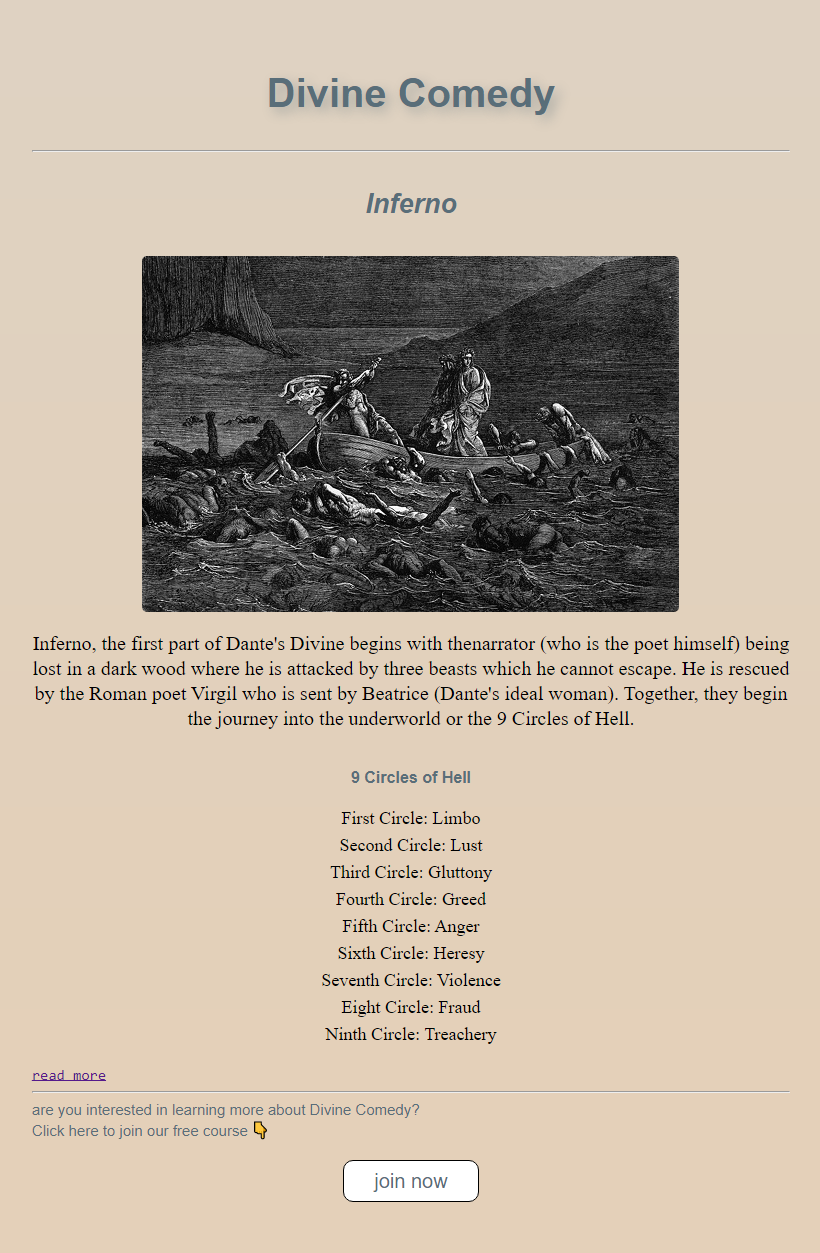 Divine Comedy
Inferno
Inferno, the first part of Dante's Divine begins with thenarrator (who is the poet himself) being
lost in a dark wood where he is attacked by three beasts which he cannot escape. He is rescued
by the Roman poet Virgil who is sent by Beatrice (Dante's ideal woman). Together, they begin
the journey into the underworld or the 9 Circles of Hell.
9 Circles of Hell
First Circle: Limbo
Second Circle: Lust
Third Circle: Gluttony
Fourth Circle: Greed
Fifth Circle: Anger
Sixth Circle: Heresy
Seventh Circle: Violence
Eight Circle: Fraud
Ninth Circle: Treachery
read more
are you interested in learning more about Divine Comedy?
Click here to join our free course 👇
join now